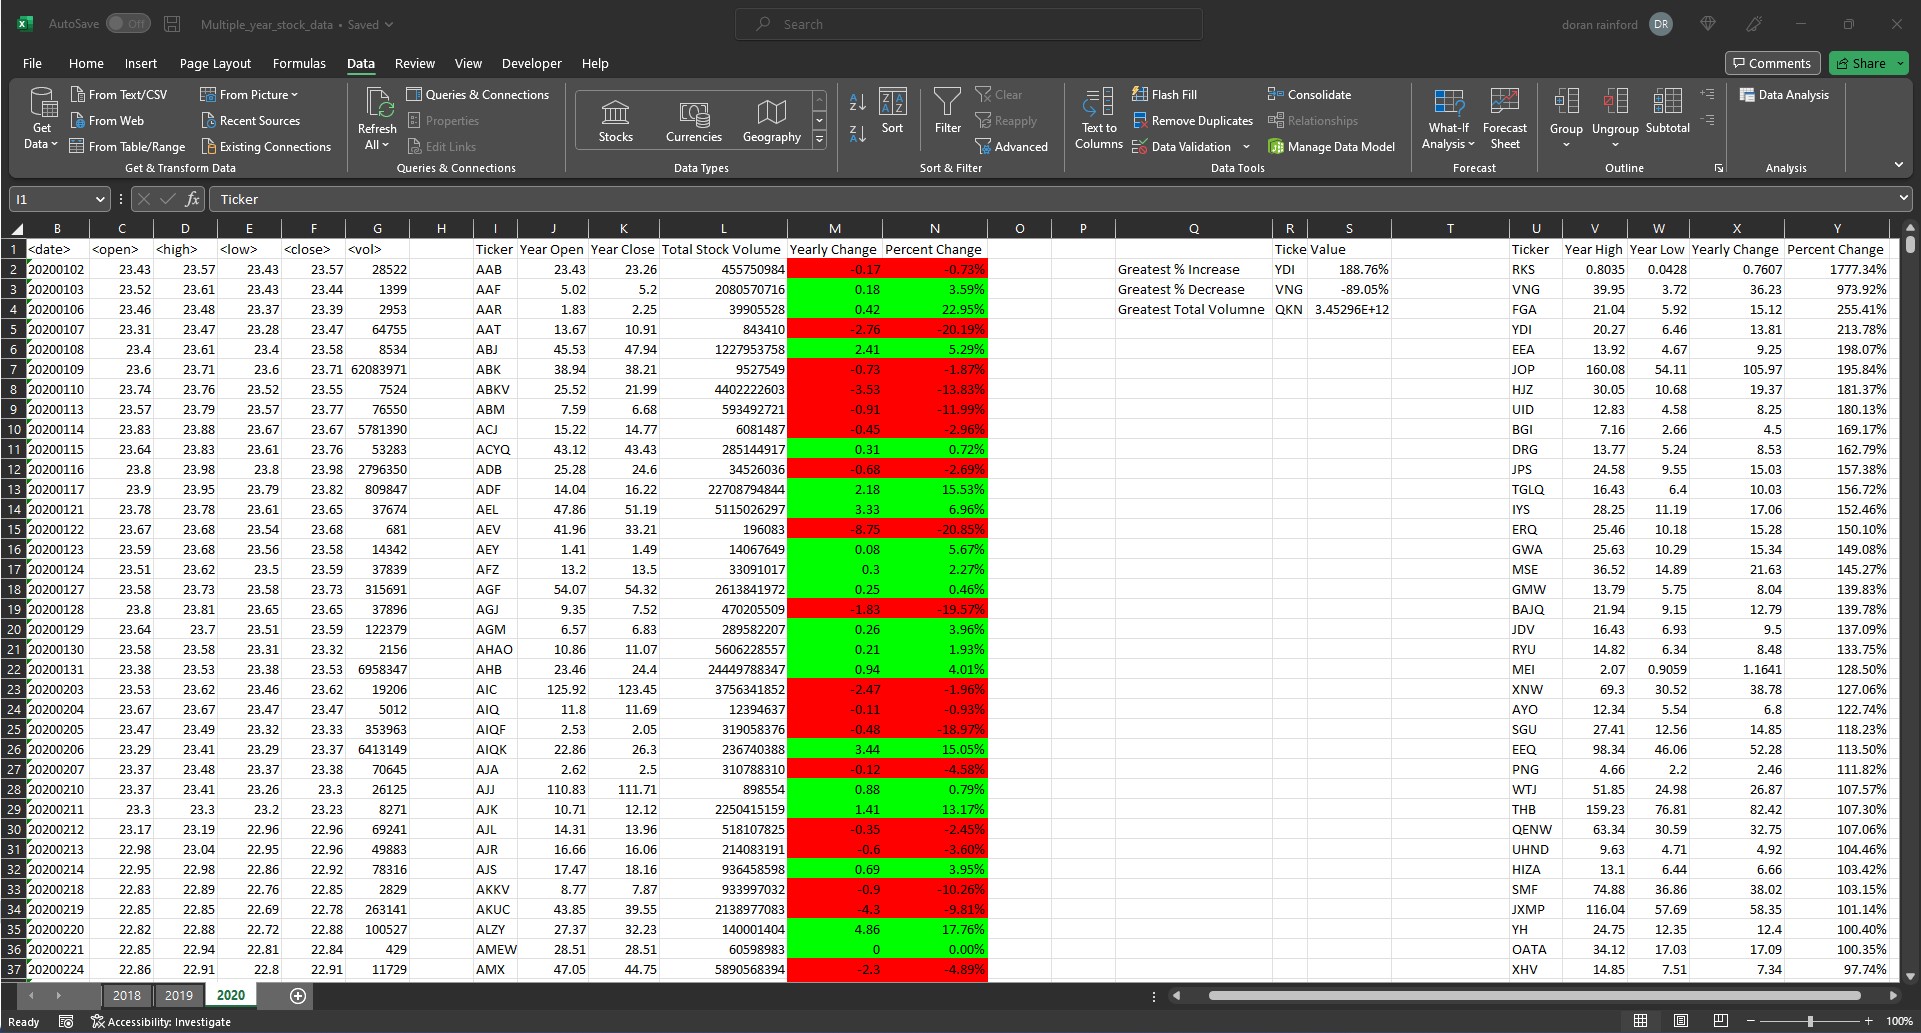 AutoSave Off Multiple_year_stock_data • Saved Search doran rainford DR
File Home Insert Page Layout Formulas Data Review View Developer Help Comments Share
From Text/CSV From Picture Queries & Connections Clear Flash Fill Consolidate Data Analysis
From Web Recent Sources Properties Reapply Remove Duplicates Relationships
From Table/Range Existing Connections Edit Links Advanced Data Validation Manage Data Model
Get Data Refresh All Stocks Currencies Geography Sort Filter Text to Columns What-If Analysis Forecast Sheet Group Ungroup Subtotal
Get & Transform Data Queries & Connections Data Types Sort & Filter Data Tools Forecast Outline Analysis
I1 fx Ticker
B C D E F G H I J K L M N O P Q R S T U V W X Y
1 <date> <open> <high> <low> <close> <vol> Ticker Year Open Year Close Total Stock Volume Yearly Change Percent Change Ticke Value Ticker Year High Year Low Yearly Change Percent Change
2 20200102 23.43 23.57 23.43 23.57 28522 AAB 23.43 23.26 455750984 -0.17 -0.73% Greatest % Increase YDI 188.76% RKS 0.8035 0.0428 0.7607 1777.34%
3 20200103 23.52 23.61 23.43 23.44 1399 AAF 5.02 5.2 2080570716 0.18 3.59% Greatest % Decrease VNG -89.05% VNG 39.95 3.72 36.23 973.92%
4 20200106 23.46 23.48 23.37 23.39 2953 AAR 1.83 2.25 39905528 0.42 22.95% Greatest Total Volumne QKN 3.45296E+12 FGA 21.04 5.92 15.12 255.41%
5 20200107 23.31 23.47 23.28 23.47 64755 AAT 13.67 10.91 843410 -2.76 -20.19% YDI 20.27 6.46 13.81 213.78%
6 20200108 23.4 23.61 23.4 23.58 8534 ABJ 45.53 47.94 1227953758 2.41 5.29% EEA 13.92 4.67 9.25 198.07%
7 20200109 23.6 23.71 23.6 23.71 62083971 ABK 38.94 38.21 9527549 -0.73 -1.87% JOP 160.08 54.11 105.97 195.84%
8 20200110 23.74 23.76 23.52 23.55 7524 ABKV 25.52 21.99 4402222603 -3.53 -13.83% HJZ 30.05 10.68 19.37 181.37%
9 20200113 23.57 23.79 23.57 23.77 76550 ABM 7.59 6.68 593492721 -0.91 -11.99% UID 12.83 4.58 8.25 180.13%
10 20200114 23.83 23.88 23.67 23.67 5781390 ACJ 15.22 14.77 6081487 -0.45 -2.96% BGI 7.16 2.66 4.5 169.17%
11 20200115 23.64 23.83 23.61 23.76 53283 ACYQ 43.12 43.43 285144917 0.31 0.72% DRG 13.77 5.24 8.53 162.79%
12 20200116 23.8 23.98 23.8 23.98 2796350 ADB 25.28 24.6 34526036 -0.68 -2.69% JPS 24.58 9.55 15.03 157.38%
13 20200117 23.9 23.95 23.79 23.82 809847 ADF 14.04 16.22 22708794844 2.18 15.53% TGLQ 16.43 6.4 10.03 156.72%
14 20200121 23.78 23.78 23.61 23.65 37674 AEL 47.86 51.19 5115026297 3.33 6.96% IYS 28.25 11.19 17.06 152.46%
15 20200122 23.67 23.68 23.54 23.68 681 AEV 41.96 33.21 196083 -8.75 -20.85% ERQ 25.46 10.18 15.28 150.10%
16 20200123 23.59 23.68 23.56 23.58 14342 AEY 1.41 1.49 14067649 0.08 5.67% GWA 25.63 10.29 15.34 149.08%
17 20200124 23.51 23.62 23.5 23.59 37839 AFZ 13.2 13.5 33091017 0.3 2.27% MSE 36.52 14.89 21.63 145.27%
18 20200127 23.58 23.73 23.58 23.73 315691 AGF 54.07 54.32 2613841972 0.25 0.46% GMW 13.79 5.75 8.04 139.83%
19 20200128 23.8 23.81 23.65 23.65 37896 AGJ 9.35 7.52 470205509 -1.83 -19.57% BAJQ 21.94 9.15 12.79 139.78%
20 20200129 23.64 23.7 23.51 23.59 122379 AGM 6.57 6.83 289582207 0.26 3.96% JDV 16.43 6.93 9.5 137.09%
21 20200130 23.58 23.58 23.31 23.32 2156 AHAO 10.86 11.07 5606228557 0.21 1.93% RYU 14.82 6.34 8.48 133.75%
22 20200131 23.38 23.53 23.38 23.53 6958347 AHB 23.46 24.4 24449788347 0.94 4.01% MEI 2.07 0.9059 1.1641 128.50%
23 20200203 23.53 23.62 23.46 23.62 19206 AIC 125.92 123.45 3756341852 -2.47 -1.96% XNW 69.3 30.52 38.78 127.06%
24 20200204 23.67 23.67 23.47 23.47 5012 AIQ 11.8 11.69 12394637 -0.11 -0.93% AYO 12.34 5.54 6.8 122.74%
25 20200205 23.47 23.49 23.32 23.33 353963 AIQF 2.53 2.05 319058376 -0.48 -18.97% SGU 27.41 12.56 14.85 118.23%
26 20200206 23.29 23.41 23.29 23.37 6413149 AIQK 22.86 26.3 236740388 3.44 15.05% EEQ 98.34 46.06 52.28 113.50%
27 20200207 23.37 23.48 23.37 23.38 70645 AJA 2.62 2.5 310788310 -0.12 -4.58% PNG 4.66 2.2 2.46 111.82%
28 20200210 23.37 23.41 23.26 23.3 26125 AJJ 110.83 111.71 898554 0.88 0.79% WTJ 51.85 24.98 26.87 107.57%
29 20200211 23.3 23.3 23.2 23.23 8271 AJK 10.71 12.12 2250415159 1.41 13.17% THB 159.23 76.81 82.42 107.30%
30 20200212 23.17 23.19 22.96 22.96 69241 AJL 14.31 13.96 518107825 -0.35 -2.45% QENW 63.34 30.59 32.75 107.06%
31 20200213 22.98 23.04 22.95 22.96 49883 AJR 16.66 16.06 214083191 -0.6 -3.60% UHND 9.63 4.71 4.92 104.46%
32 20200214 22.95 22.98 22.86 22.92 78316 AJS 17.47 18.16 936458598 0.69 3.95% HIZA 13.1 6.44 6.66 103.42%
33 20200218 22.83 22.89 22.76 22.85 2829 AKKV 8.77 7.87 933997032 -0.9 -10.26% SMF 74.88 36.86 38.02 103.15%
34 20200219 22.85 22.85 22.69 22.78 263141 AKUC 43.85 39.55 2138977083 -4.3 -9.81% JXMP 116.04 57.69 58.35 101.14%
35 20200220 22.82 22.88 22.72 22.88 100527 ALZY 27.37 32.23 140001404 4.86 17.76% YH 24.75 12.35 12.4 100.40%
36 20200221 22.85 22.94 22.81 22.84 429 AMEW 28.51 28.51 60598983 0 0.00% OATA 34.12 17.03 17.09 100.35%
37 20200224 22.86 22.91 22.8 22.91 11729 AMX 47.05 44.75 5890568394 -2.3 -4.89% XHV 14.85 7.51 7.34 97.74%
2018 2019 2020
Ready Accessibility: Investigate 100%